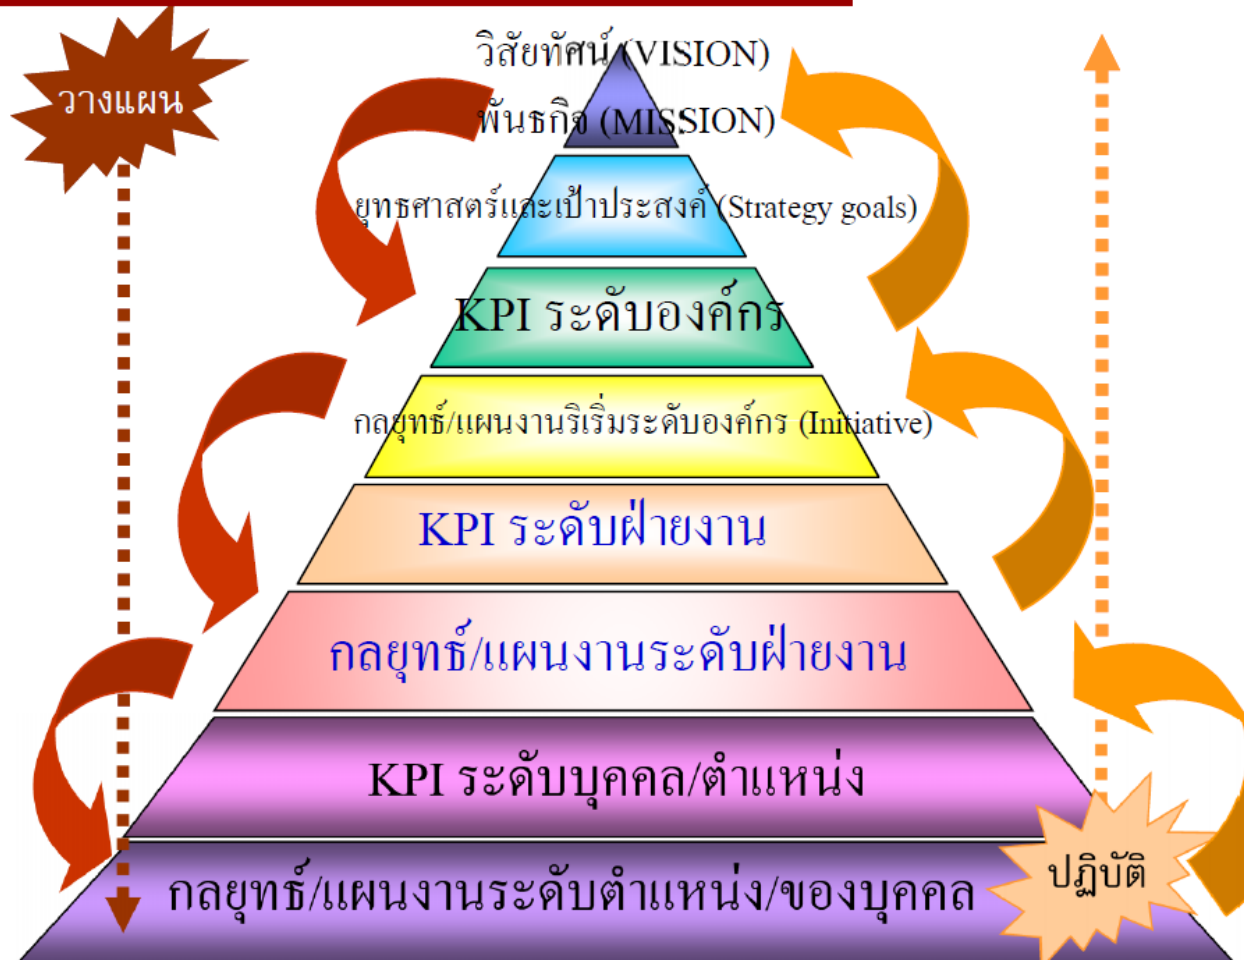 วางแผน
วิสัยทัศน์ (VISION)
พันธกิจ (MISSION)
ยุทธศาสตร์และเป้าประสงค์ (Strategy goals)
KPI ระดับองค์กร
กลยุทธ์/แผนงานริเริ่มระดับองค์กร (Initiative)
KPI ระดับฝ่ายงาน
กลยุทธ์/แผนงานระดับฝ่ายงาน
KPI ระดับบุคคล/ตำแหน่ง
กลยุทธ์/แผนงานระดับตำแหน่ง/ของบุคคล
ปฏิบัติ